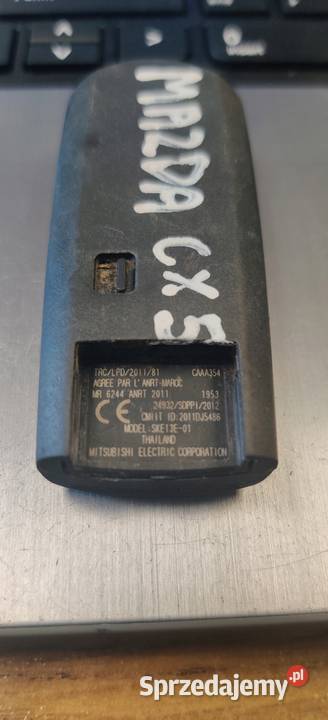 MAZDA CX5
TRC/LPD/2011/81 CAAA354
AGREE PAR L'ANRT-MAROC
MR 6244 ANRT 2011 1953
CE 24932/SDPPI/2012
CMIIT ID:2011DJ5486
MODEL:SKE13E-01
THAILAND
MITSUBISHI ELECTRIC CORPORATION
Sprzedajemy.pl